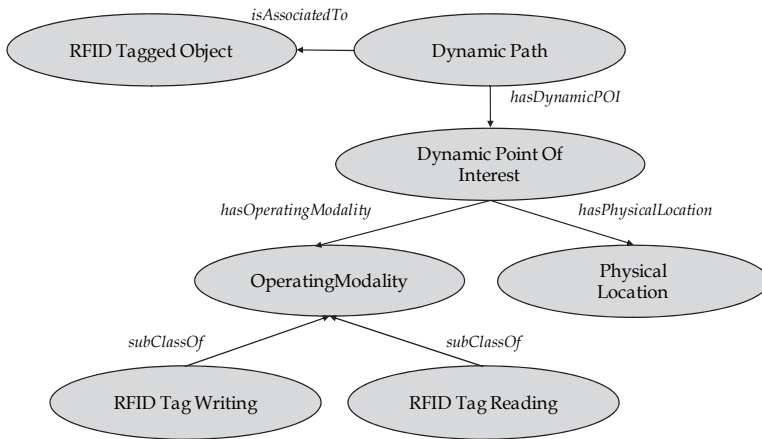 isAssociatedTo
RFID Tagged Object
Dynamic Path
hasDynamicPOI
Dynamic Point Of
Interest
hasOperatingModality
hasPhysicalLocation
OperatingModality
Physical
Location
subClassOf
subClassOf
RFID Tag Writing
RFID Tag Reading